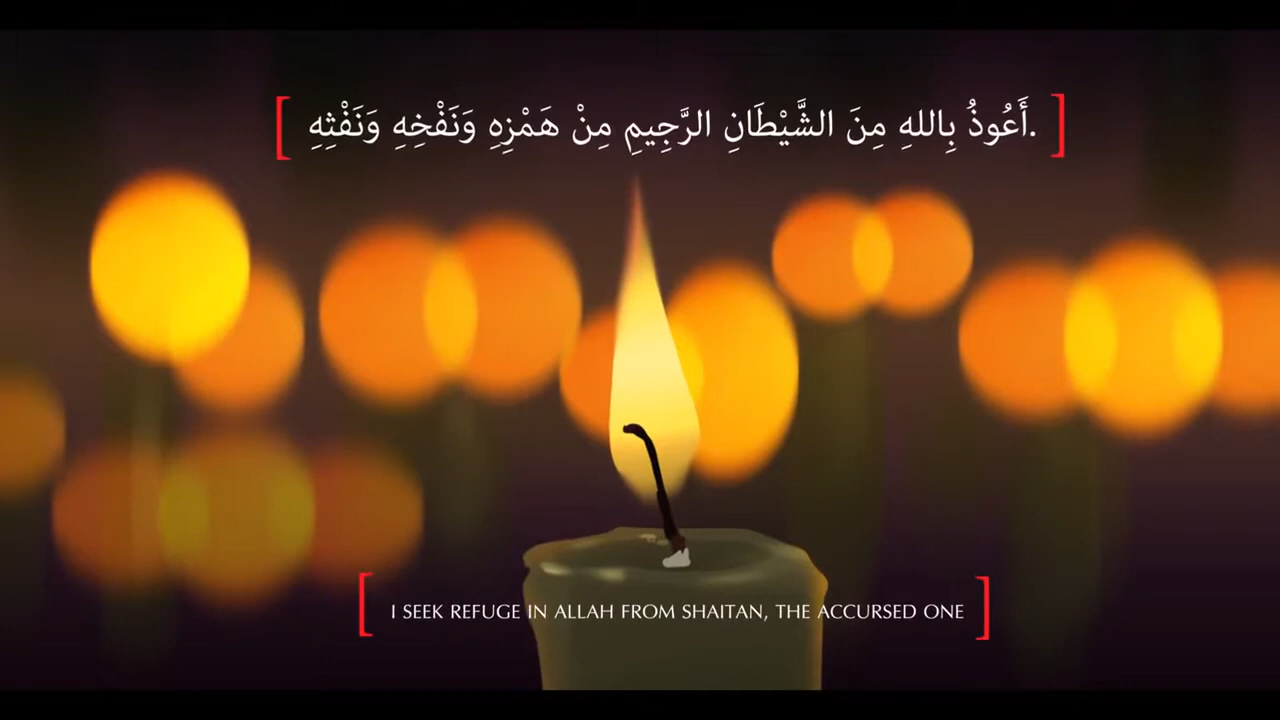 [ أَعُوذُ بِاللهِ مِنَ الشَّيْطَانِ الرَّجِيمِ مِنْ هَمْزِهِ وَنَفْخِهِ وَنَفْثِهِ. ]
[ I SEEK REFUGE IN ALLAH FROM SHAITAN, THE ACCURSED ONE ]